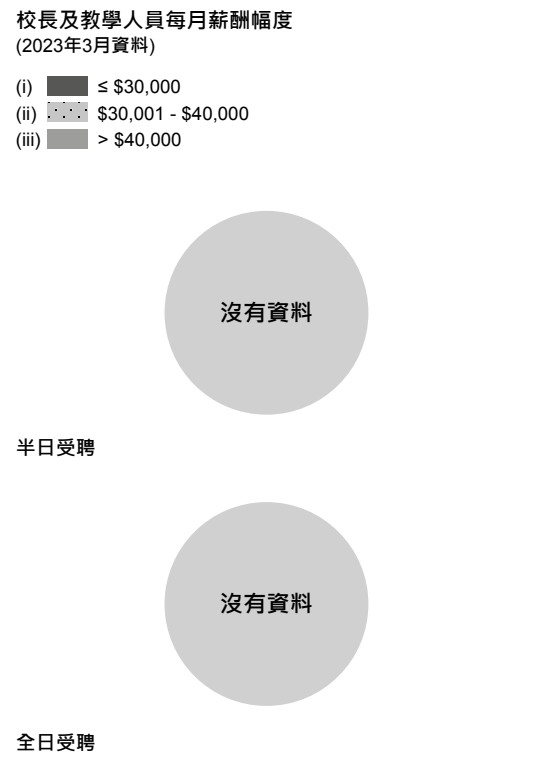 校長及教學人員每月薪酬幅度
(2023年3月資料)
(i) ≤ $30,000
(ii) $30,001 - $40,000
(iii) > $40,000
沒有資料
半日受聘
沒有資料
全日受聘